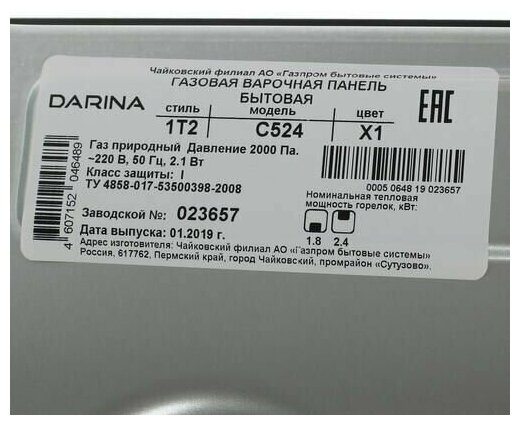 Чайковский филиал АО «Газпром бытовые системы»
ГАЗОВАЯ ВАРОЧНАЯ ПАНЕЛЬ
БЫТОВАЯ
DARINA
стиль модель цвет
1Т2 С524 X1
EAC
Газ природный Давление 2000 Па.
~220 В, 50 Гц, 2.1 Вт
Класс защиты: I
ТУ 4858-017-53500398-2008
0005 0648 19 023657
Номинальная тепловая
мощность горелок, кВт:
1.8 2.4
Заводской №: 023657
Дата выпуска: 01.2019 г.
Адрес изготовителя: Чайковский филиал АО «Газпром бытовые системы»
Россия, 617762, Пермский край, город Чайковский, промрайон «Сутузово».
4 607152 046489